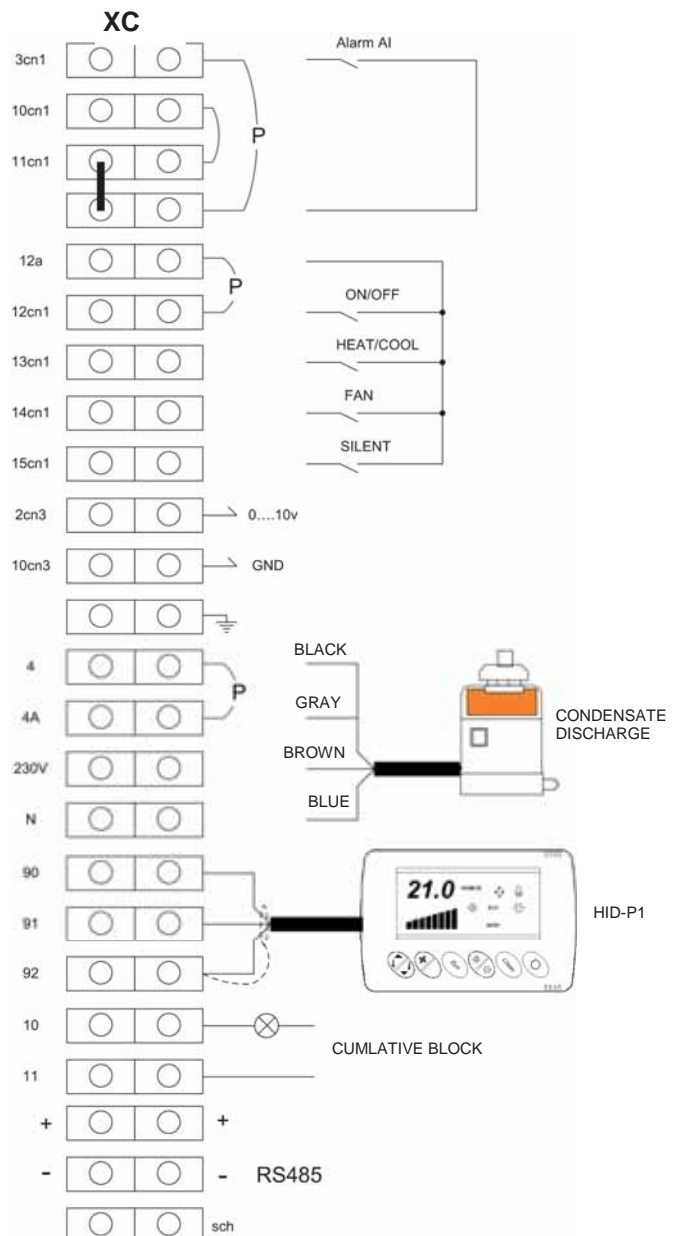 XC
3cn1
Alarm AI
10cn1
P
11cn1
12a
P
ON/OFF
12cn1
HEAT/COOL
13cn1
FAN
14cn1
SILENT
15cn1
2cn3 0....10v
10cn3 GND
BLACK
4
P
GRAY
4A
CONDENSATE
DISCHARGE
BROWN
230V
BLUE
N
90
21.0
91
HID-P1
92
10
CUMLATIVE BLOCK
11
+ +
- - RS485
sch